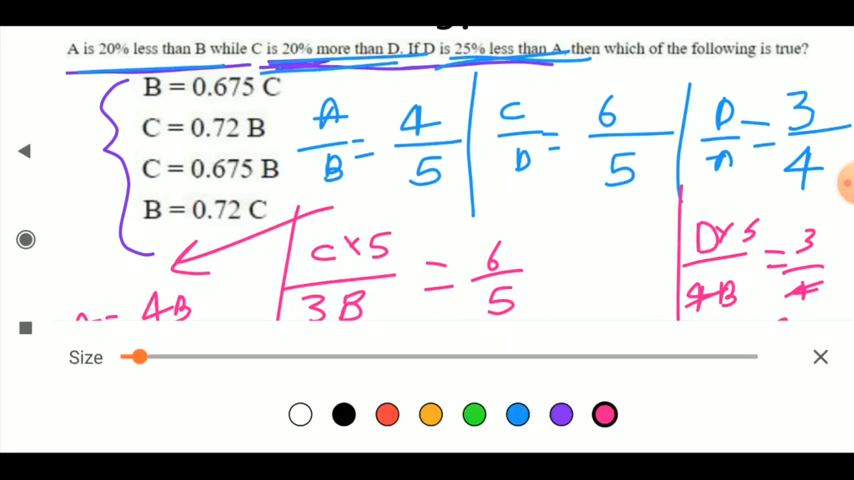 A is 20% less than B while C is 20% more than D. If D is 25% less than A, then which of the following is true?
B = 0.675 C
C = 0.72 B
C = 0.675 B
B = 0.72 C
A/B = 4/5
C/D = 6/5
D/A = 3/4
C×5/3B = 6/5
D×5/4B = 3/4
= 4B
Size